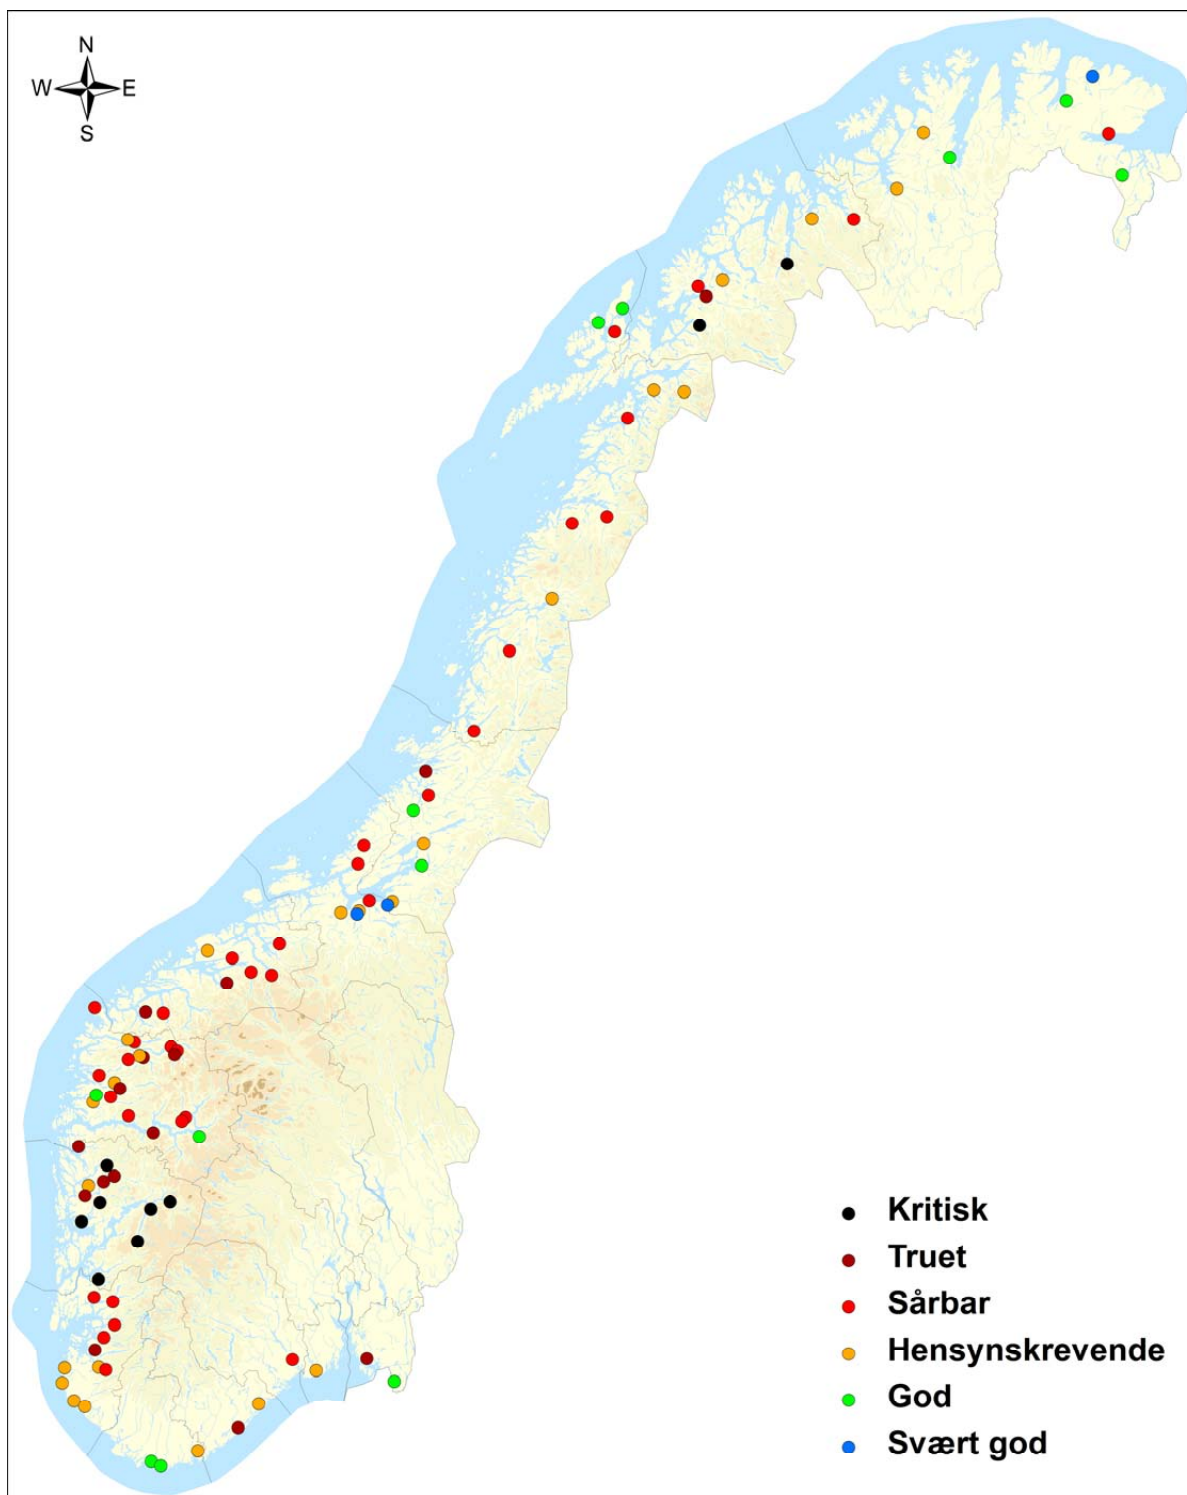 N
W E
S
Kritisk
Truet
Sårbar
Hensynskrevende
God
Svært god